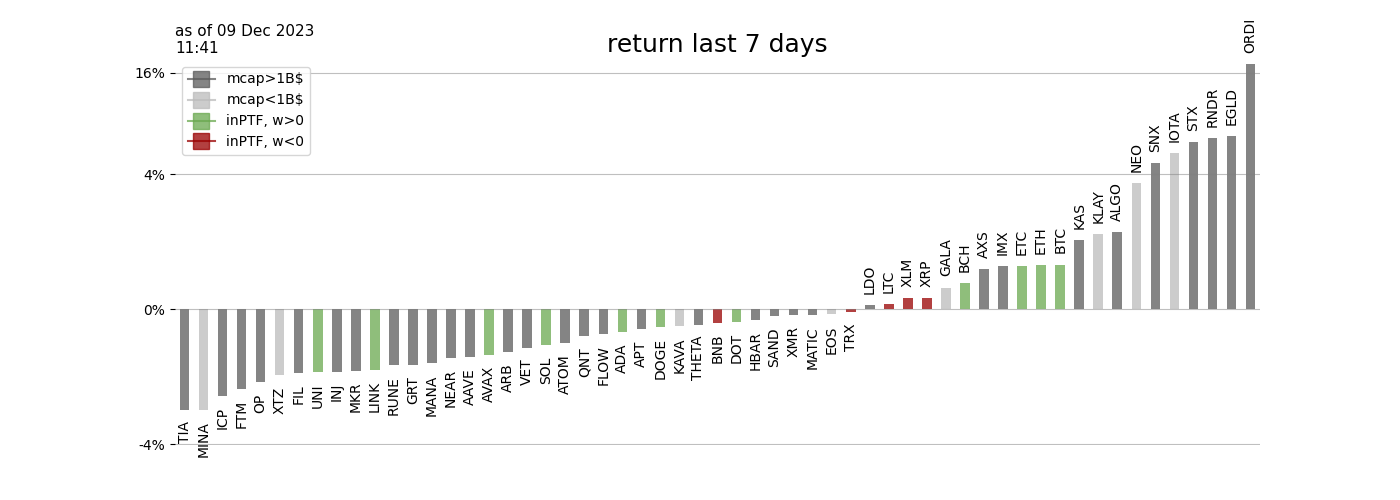 as of 09 Dec 2023
11:41
return last 7 days
mcap>1B$
mcap<1B$
inPTF, w>0
inPTF, w<0
16%
4%
0%
-4%
TIA
MINA
ICP
FTM
OP
XTZ
FIL
UNI
INJ
MKR
LINK
RUNE
GRT
MANA
NEAR
AAVE
AVAX
ARB
VET
SOL
ATOM
QNT
FLOW
ADA
APT
DOGE
KAVA
THETA
BNB
DOT
HBAR
SAND
XMR
MATIC
EOS
TRX
LDO
LTC
XLM
XRP
GALA
BCH
AXS
IMX
ETC
ETH
BTC
KAS
KLAY
ALGO
NEO
SNX
IOTA
STX
RNDR
EGLD
ORDI